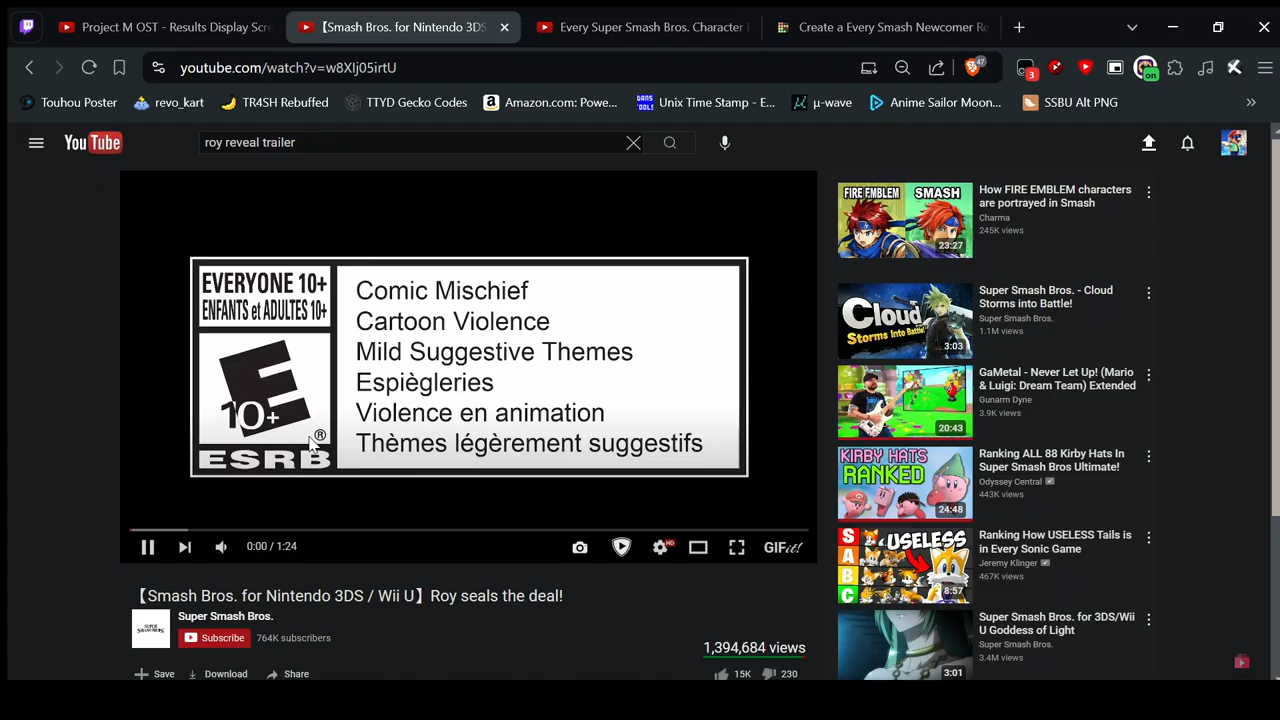 Project M OST - Results Display Scre
【Smash Bros. for Nintendo 3DS
Every Super Smash Bros. Character
Create a Every Smash Newcomer Re
youtube.com/watch?v=w8XIj05irtU
47
3
on
Touhou Poster
revo_kart
TR4SH Rebuffed
TTYD Gecko Codes
Amazon.com: Powe...
Unix Time Stamp - E...
µ-wave
Anime Sailor Moon...
SSBU Alt PNG
YouTube
roy reveal trailer
EVERYONE 10+
ENFANTS et ADULTES 10+
E
10+
®
ESRB
Comic Mischief
Cartoon Violence
Mild Suggestive Themes
Espiègleries
Violence en animation
Thèmes légèrement suggestifs
0:00 / 1:24
HD
GIFit!
【Smash Bros. for Nintendo 3DS / Wii U】Roy seals the deal!
Super Smash Bros.
Subscribe
764K subscribers
1,394,684 views
Save
Download
Share
15K
230
FIRE EMBLEM
SMASH
23:27
How FIRE EMBLEM characters
are portrayed in Smash
Charma
245K views
Cloud
Storms Into Battle!
3:03
Super Smash Bros. - Cloud
Storms into Battle!
Super Smash Bros.
1.1M views
20:43
GaMetal - Never Let Up! (Mario
& Luigi: Dream Team) Extended
Gunarm Dyne
3.9K views
KIRBY HATS
RANKED
24:48
Ranking ALL 88 Kirby Hats In
Super Smash Bros Ultimate!
Odyssey Central
443K views
S
A
B
C
USELESS
8:57
Ranking How USELESS Tails is
in Every Sonic Game
Jeremy Klinger
467K views
3:01
Super Smash Bros. for 3DS/Wii
U Goddess of Light
Super Smash Bros.
3.4M views